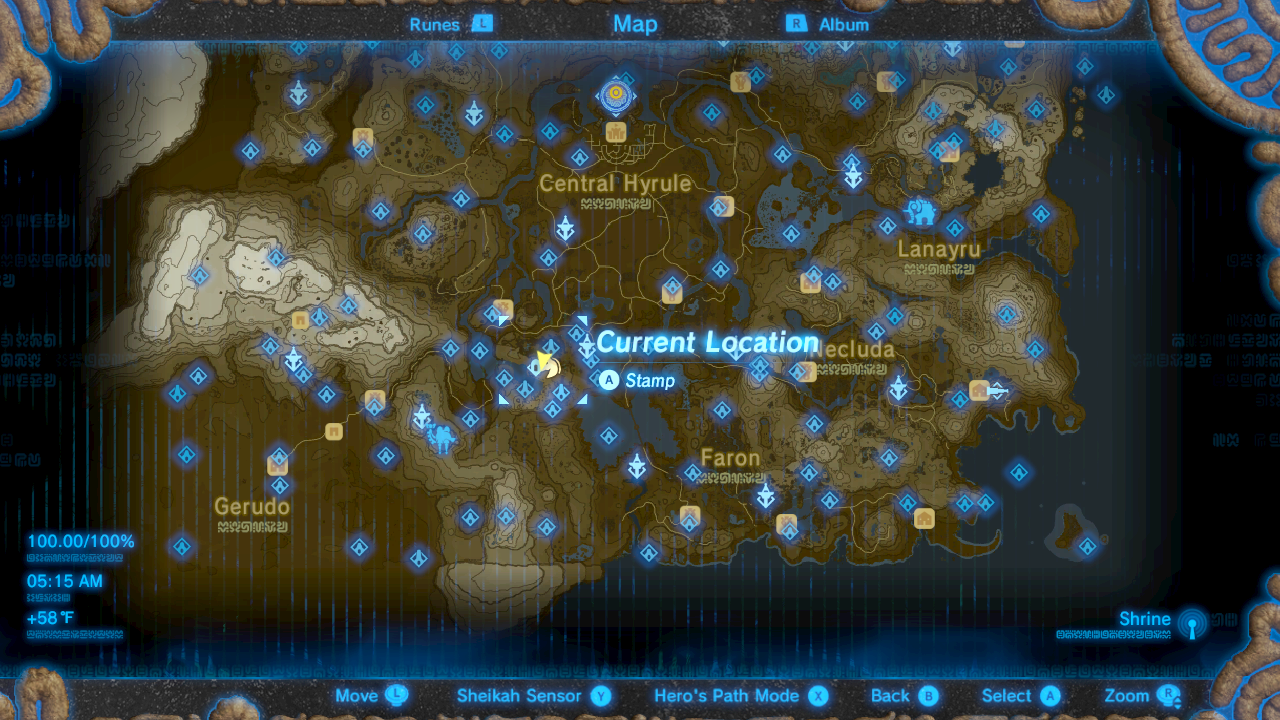 Runes L Map R Album
Central Hyrule
Lanayru
Current Location
Necluda
A Stamp
Faron
Gerudo
100.00/100%
05:15 AM
+58°F
Shrine
Move L Sheikah Sensor Y Hero's Path Mode X Back B Select A Zoom R